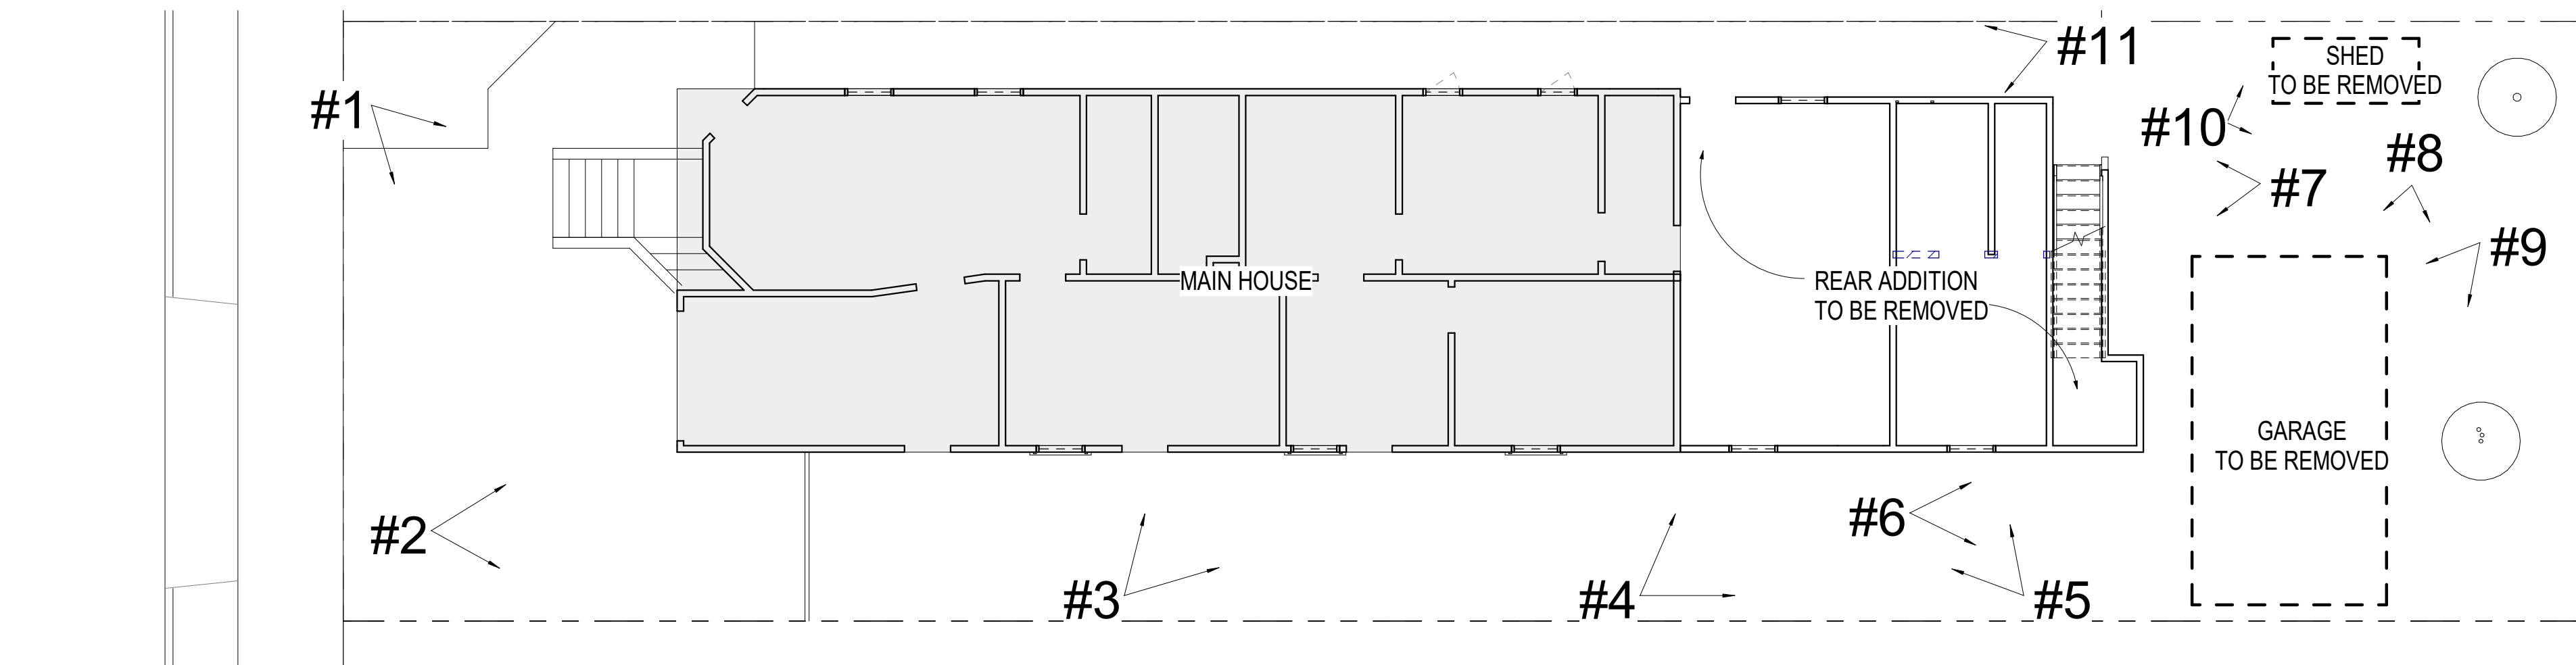 #11
SHED
TO BE REMOVED
#1
#10
#8
#7
#9
MAIN HOUSE
REAR ADDITION
TO BE REMOVED
GARAGE
TO BE REMOVED
#2
#6
#3
#4
#5